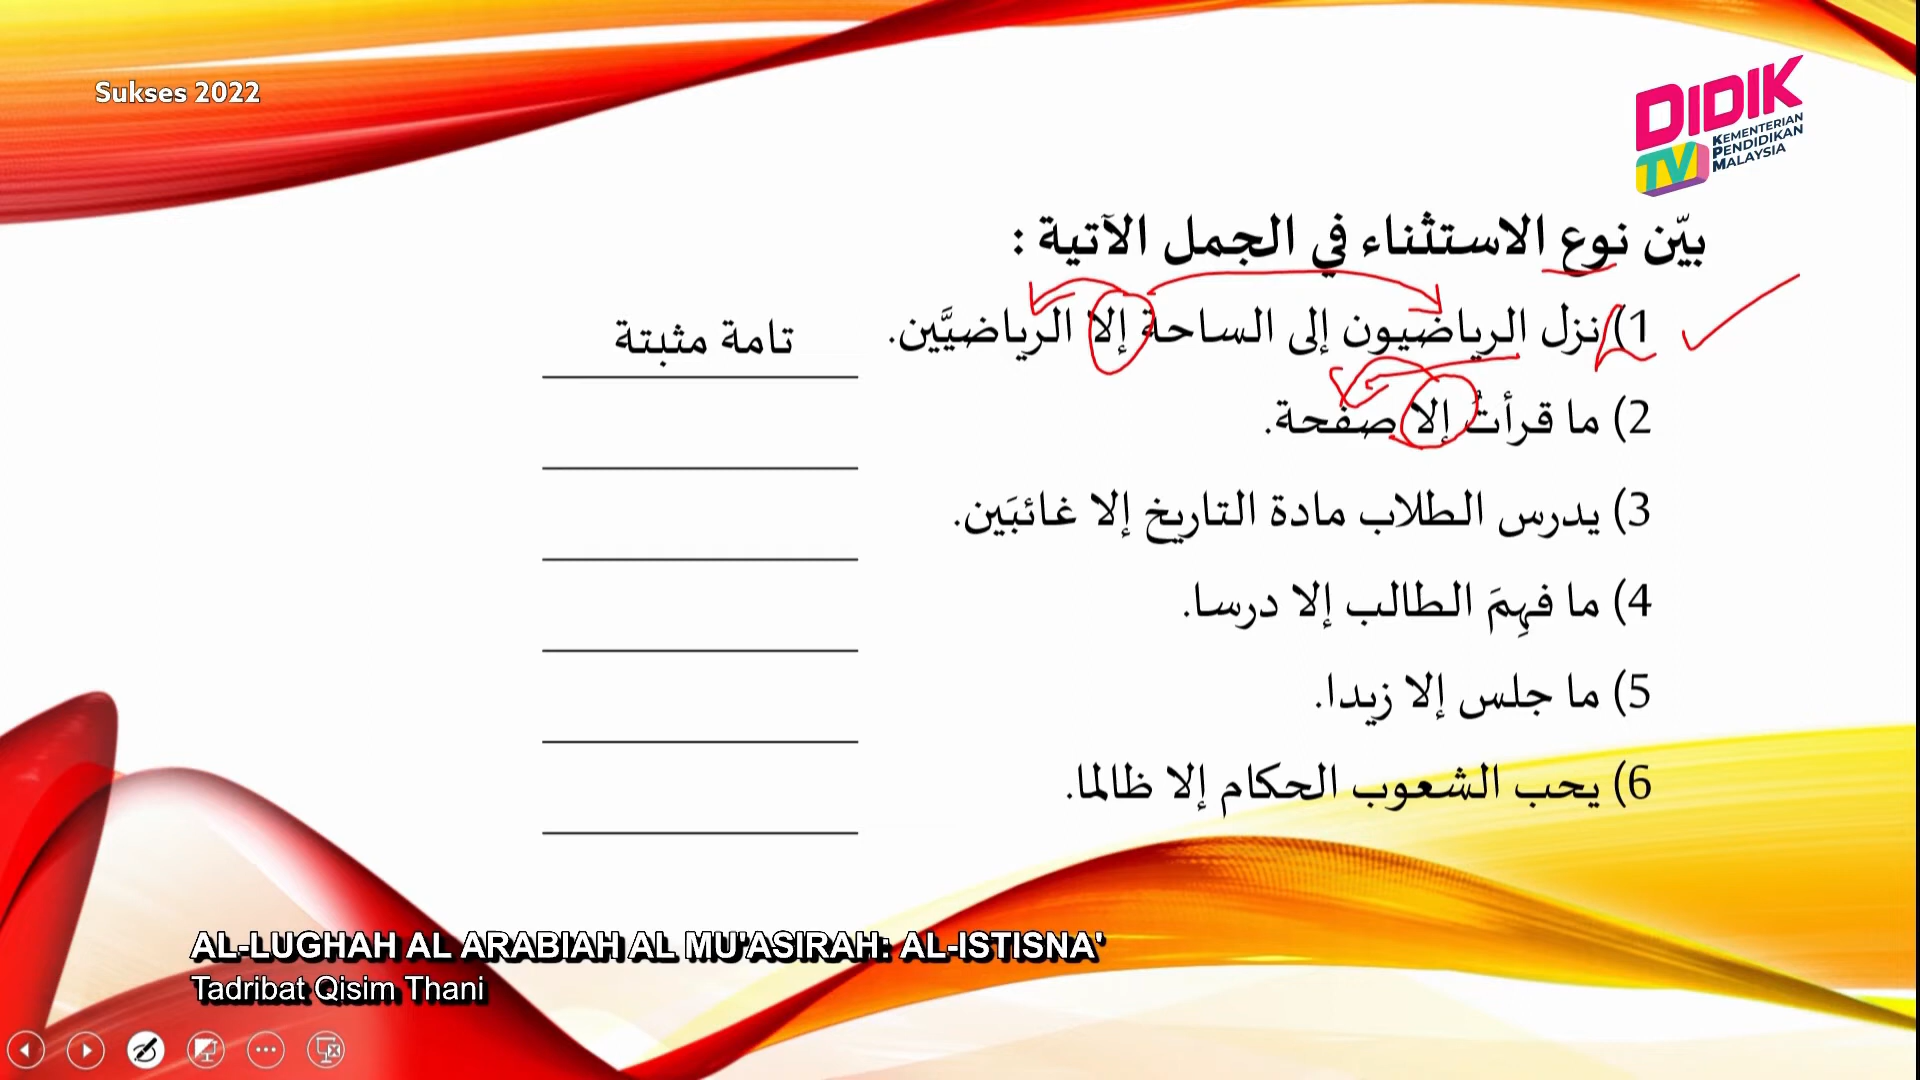 Sukses 2022
DIDIK
TV
KEMENTERIAN
PENDIDIKAN
MALAYSIA
بيّن نوع الاستثناء في الجمل الآتية :
1) نزل الرياضيون إلى الساحة إلا الرياضيَّين.
تامة مثبتة
2) ما قرأتُ إلا صفحة.
3) يدرس الطلاب مادة التاريخ إلا غائبَين.
4) ما فهِمَ الطالب إلا درسا.
5) ما جلس إلا زيدا.
6) يحب الشعوب الحكام إلا ظالما.
AL-LUGHAH AL ARABIAH AL MU'ASIRAH: AL-ISTISNA'
Tadribat Qisim Thani